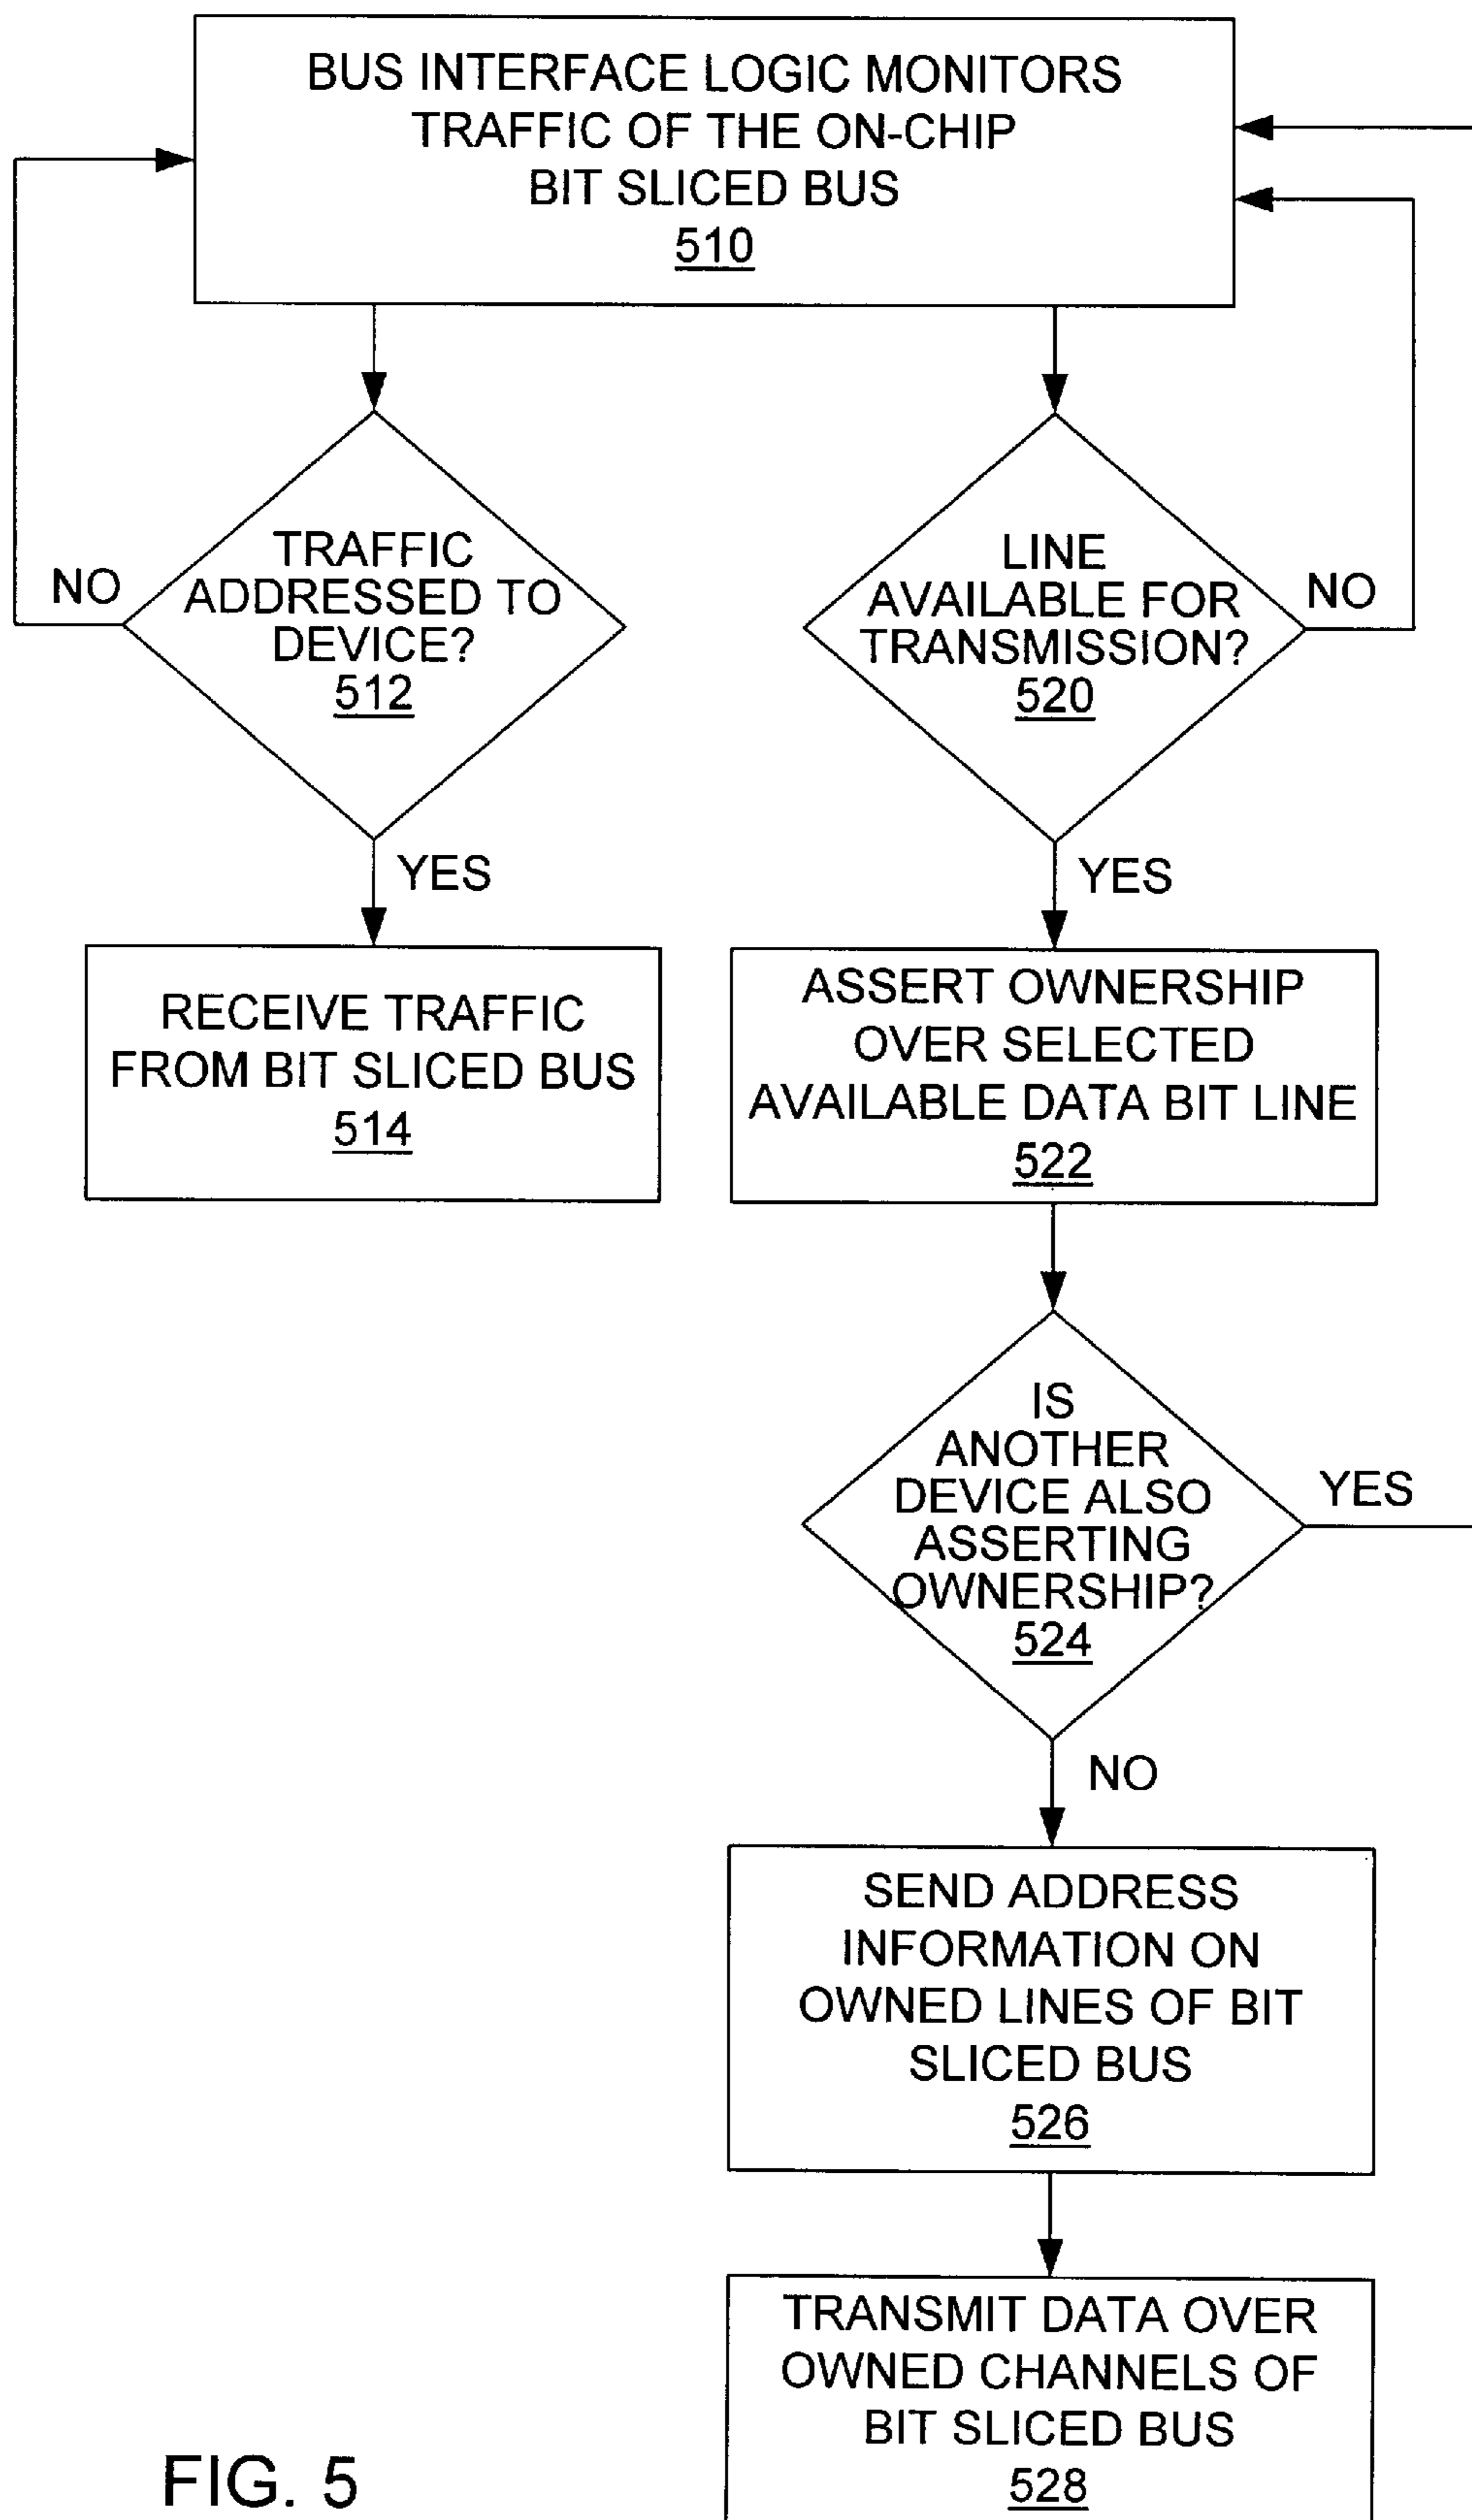 BUS INTERFACE LOGIC MONITORS
TRAFFIC OF THE ON-CHIP
BIT SLICED BUS
510
TRAFFIC
ADDRESSED TO
DEVICE?
512
NO
YES
RECEIVE TRAFFIC
FROM BIT SLICED BUS
514
LINE
AVAILABLE FOR
TRANSMISSION?
520
NO
YES
ASSERT OWNERSHIP
OVER SELECTED
AVAILABLE DATA BIT LINE
522
IS
ANOTHER
DEVICE ALSO
ASSERTING
OWNERSHIP?
524
YES
NO
SEND ADDRESS
INFORMATION ON
OWNED LINES OF BIT
SLICED BUS
526
TRANSMIT DATA OVER
OWNED CHANNELS OF
BIT SLICED BUS
528
FIG. 5